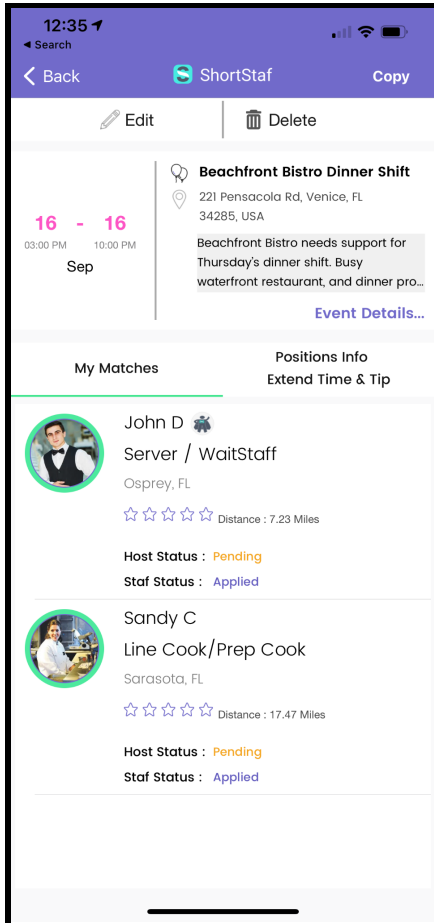 12:35
◄ Search
Back
ShortStaf
Copy
Edit
Delete
16 - 16
03:00 PM 10:00 PM
Sep
Beachfront Bistro Dinner Shift
221 Pensacola Rd, Venice, FL
34285, USA
Beachfront Bistro needs support for
Thursday's dinner shift. Busy
waterfront restaurant, and dinner pro...
Event Details...
My Matches
Positions Info
Extend Time & Tip
John D
Server / WaitStaff
Osprey, FL
Distance : 7.23 Miles
Host Status : Pending
Staf Status : Applied
Sandy C
Line Cook/Prep Cook
Sarasota, FL
Distance : 17.47 Miles
Host Status : Pending
Staf Status : Applied